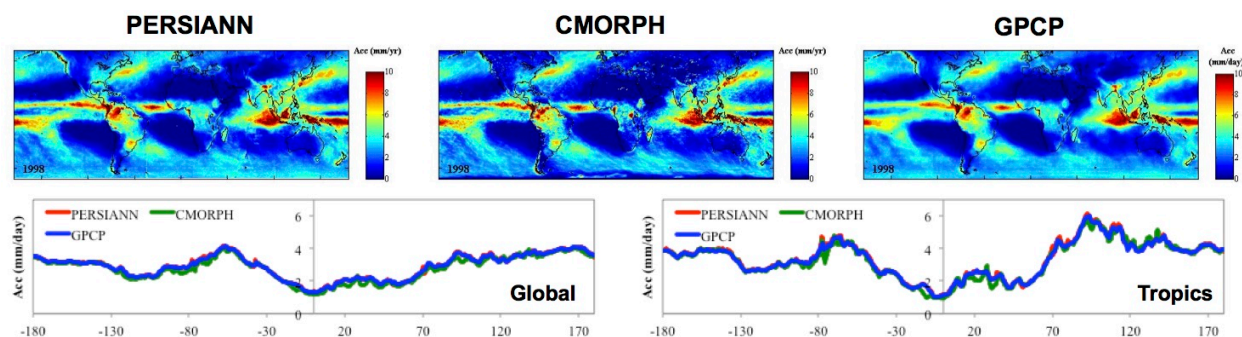 PERSIANN
CMORPH
GPCP
Acc (mm/yr)
10
8
6
4
2
0
1998
Acc (mm/yr)
10
8
6
4
2
0
1998
Acc
(mm/day)
10
8
6
4
2
0
1998
PERSIANN CMORPH
GPCP
Acc (mm/day)
6
4
2
0
Global
-180 -130 -80 -30 20 70 120 170
PERSIANN CMORPH
GPCP
Acc (mm/day)
6
4
2
0
Tropics
-180 -130 -80 -30 20 70 120 170